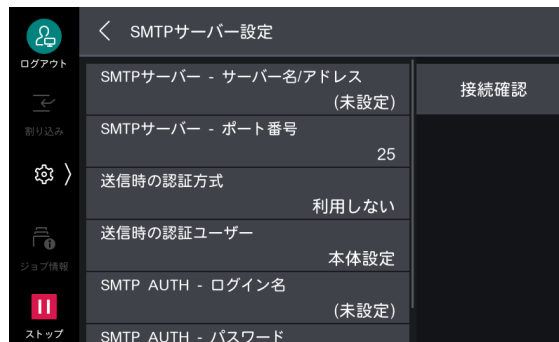 SMTPサーバー設定
ログアウト
割り込み
ジョブ情報
ストップ
SMTPサーバー - サーバー名/アドレス
(未設定)
SMTPサーバー - ポート番号
25
送信時の認証方式
利用しない
送信時の認証ユーザー
本体設定
SMTP AUTH - ログイン名
(未設定)
SMTP AUTH - パスワード
接続確認